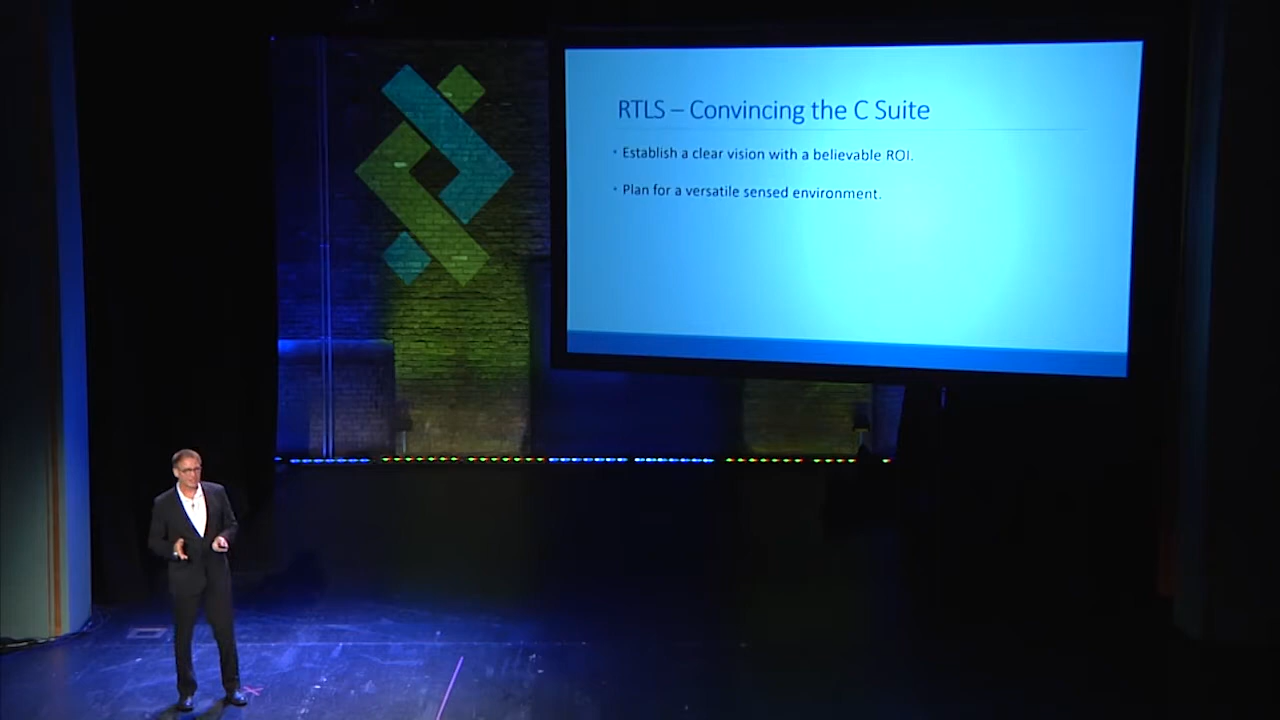 RTLS – Convincing the C Suite
• Establish a clear vision with a believable ROI.
• Plan for a versatile sensed environment.